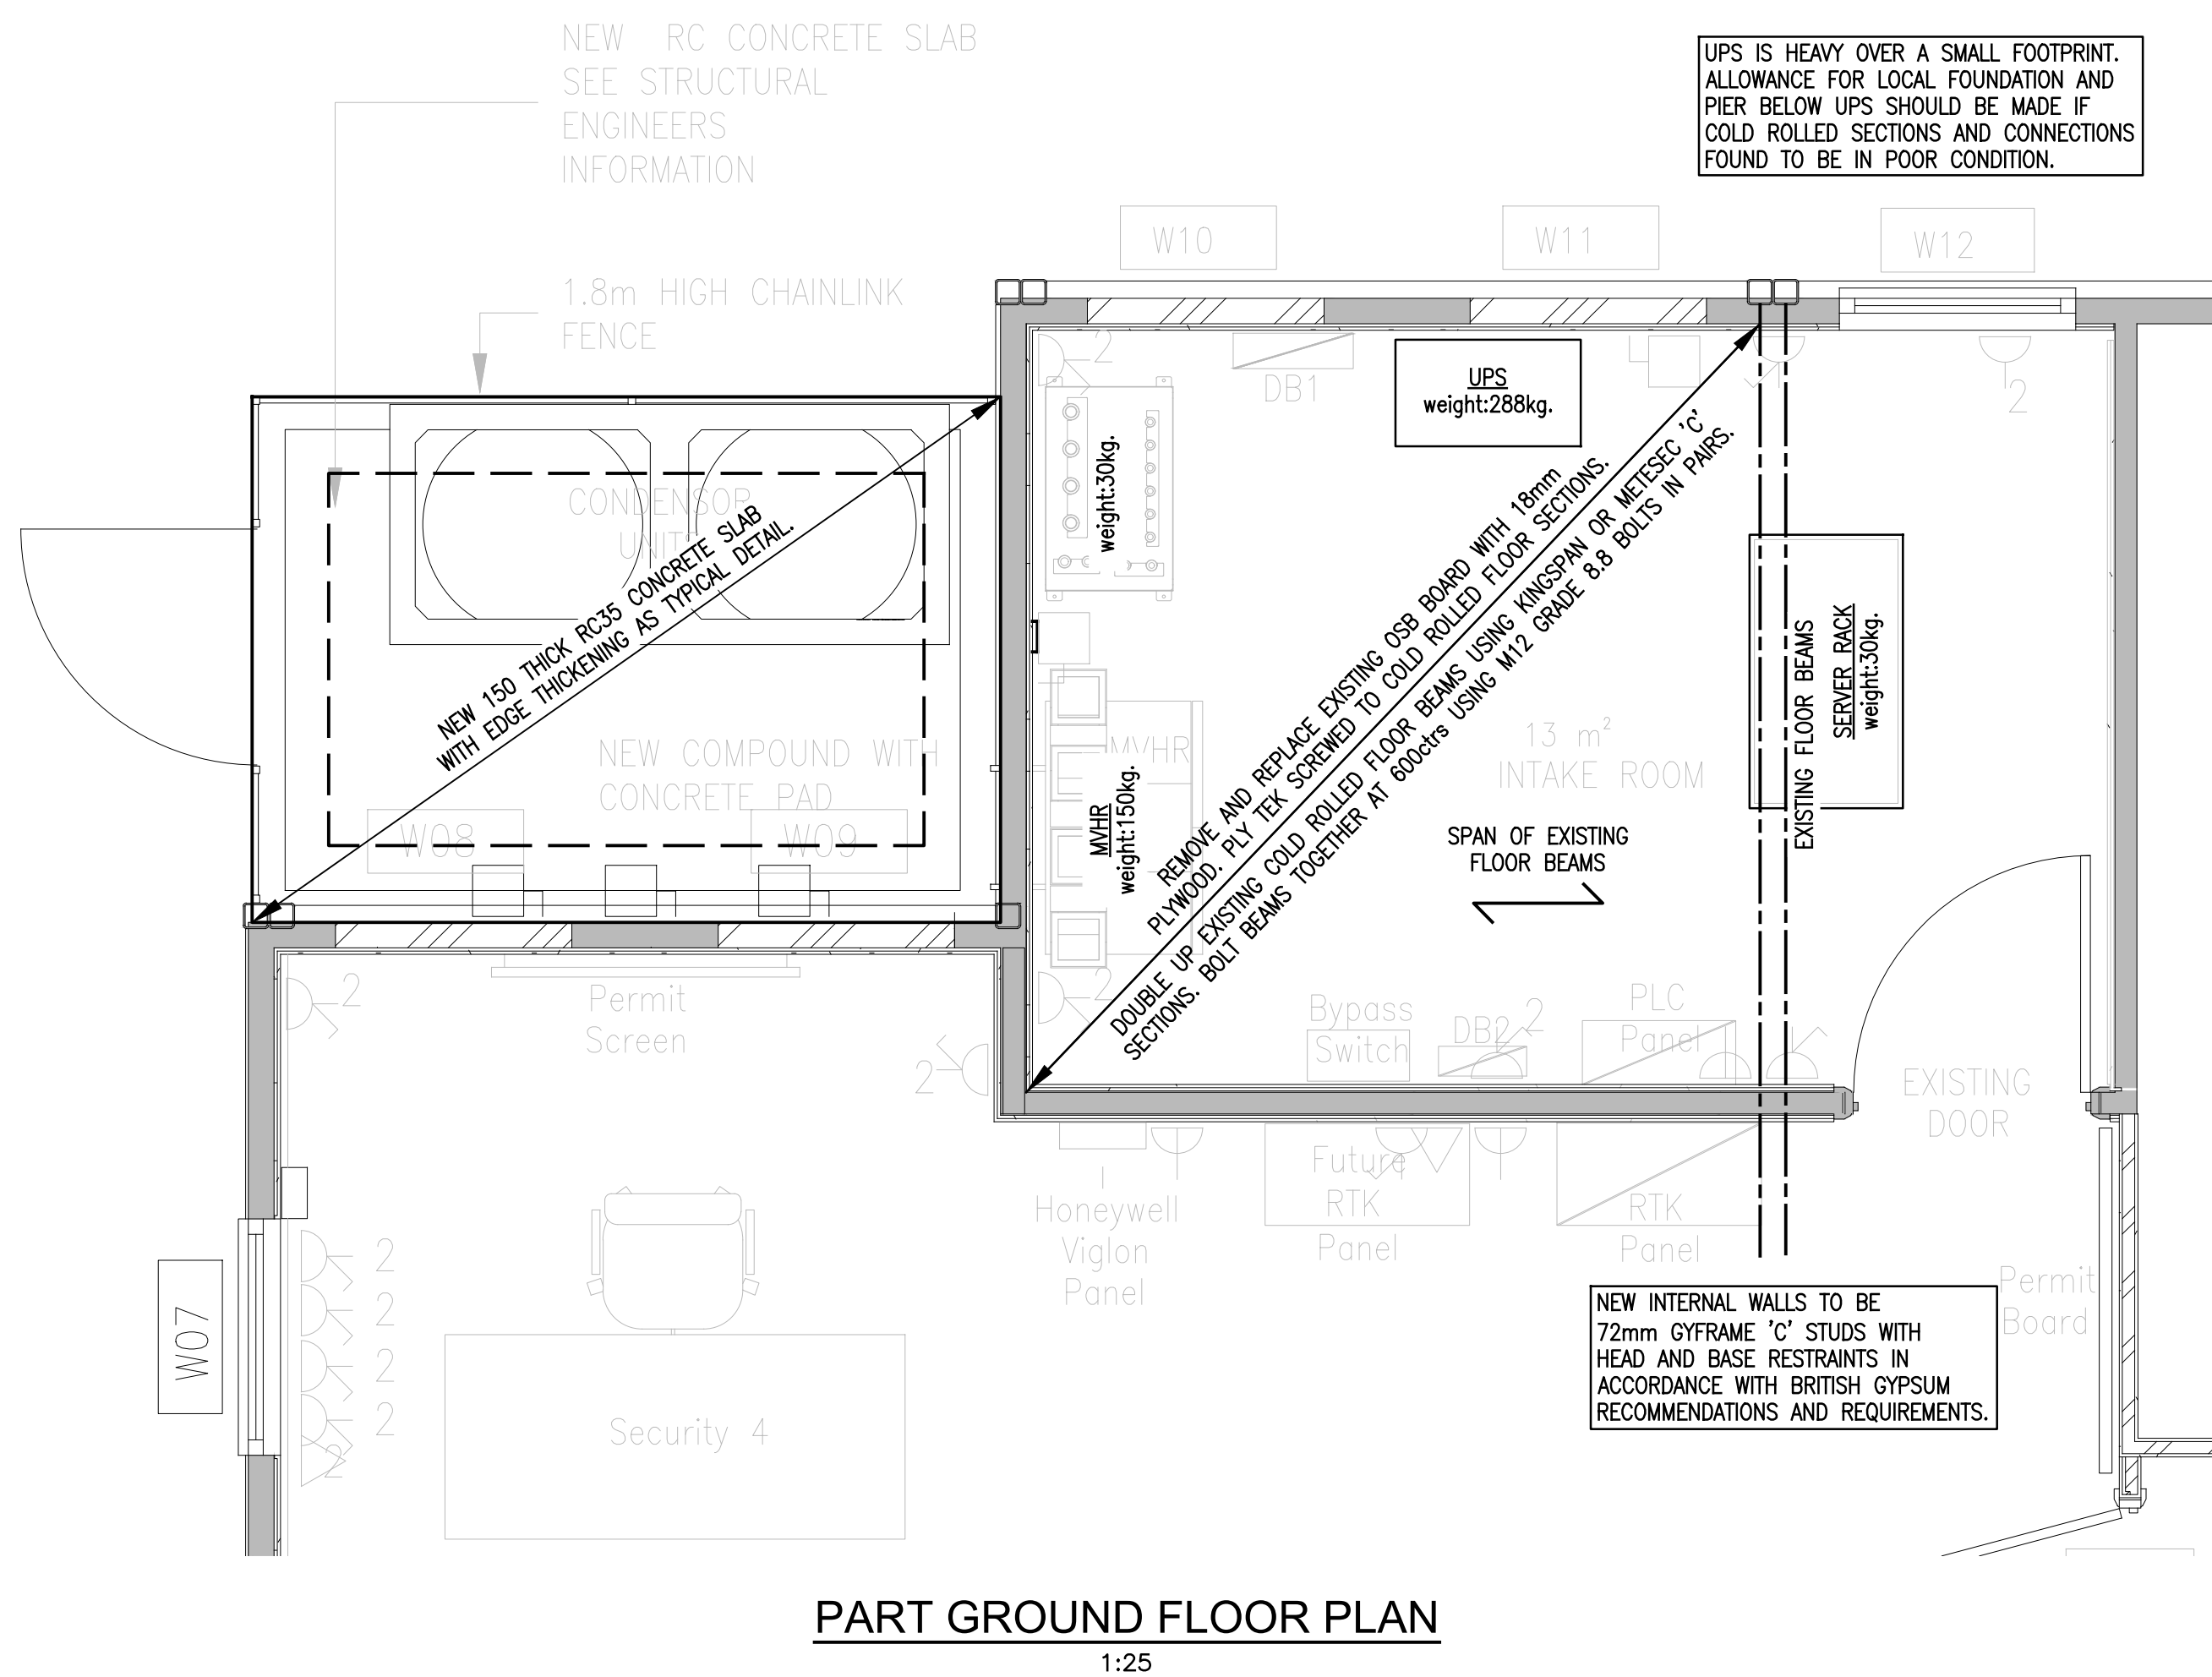 NEW RC CONCRETE SLAB
SEE STRUCTURAL
ENGINEERS
INFORMATION
1.8m HIGH CHAINLINK
FENCE
UPS IS HEAVY OVER A SMALL FOOTPRINT.
ALLOWANCE FOR LOCAL FOUNDATION AND
PIER BELOW UPS SHOULD BE MADE IF
COLD ROLLED SECTIONS AND CONNECTIONS
FOUND TO BE IN POOR CONDITION.
W10
W11
W12
2
DB1
UPS
weight:288kg.
2
weight:30kg.
CONDENSOR
UNITS
NEW 150 THICK RC35 CONCRETE SLAB
WITH EDGE THICKENING AS TYPICAL DETAIL.
NEW COMPOUND WITH
CONCRETE PAD
W08
W09
MVHR
MVHR
weight:150kg.
REMOVE AND REPLACE EXISTING OSB BOARD WITH 18mm
PLYWOOD. PLY TEK SCREWED TO COLD ROLLED FLOOR SECTIONS.
DOUBLE UP EXISTING COLD ROLLED FLOOR BEAMS USING KINGSPAN OR METESEC 'C'
SECTIONS. BOLT BEAMS TOGETHER AT 600ctrs USING M12 GRADE 8.8 BOLTS IN PAIRS.
13 m²
INTAKE ROOM
SPAN OF EXISTING
FLOOR BEAMS
EXISTING FLOOR BEAMS
SERVER RACK
weight:30kg.
2
Permit
Screen
2
2
Bypass
Switch
DB2
2
PLC
Panel
EXISTING
DOOR
Honeywell
Viglon
Panel
Future
RTK
Panel
RTK
Panel
Permit
Board
2
2
2
2
2
W07
Security 4
NEW INTERNAL WALLS TO BE
72mm GYFRAME 'C' STUDS WITH
HEAD AND BASE RESTRAINTS IN
ACCORDANCE WITH BRITISH GYPSUM
RECOMMENDATIONS AND REQUIREMENTS.
PART GROUND FLOOR PLAN
1:25